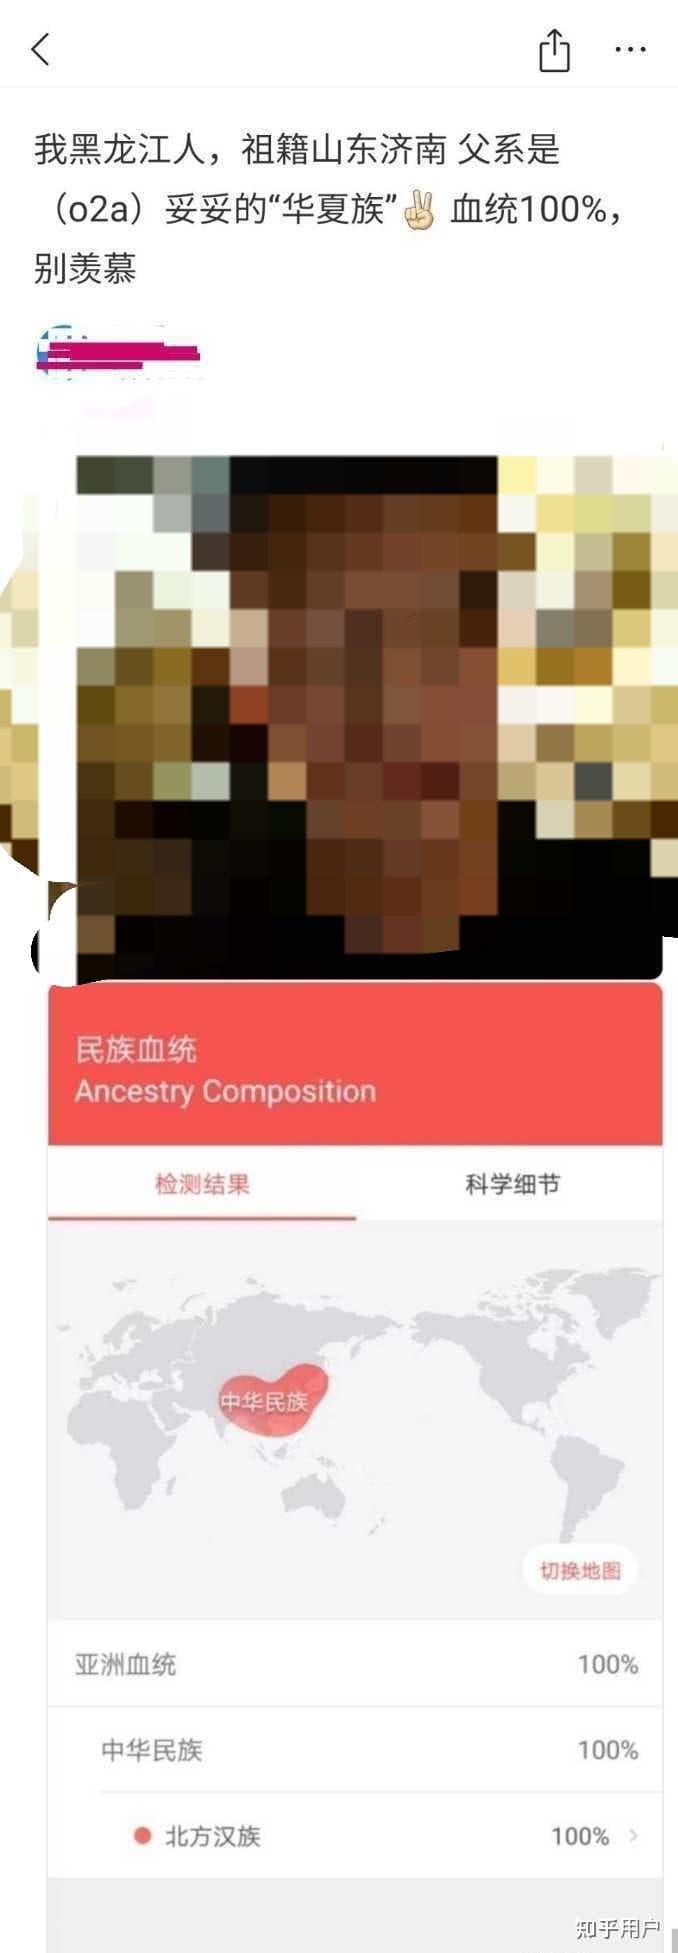 我黑龙江人，祖籍山东济南 父系是
（o2a）妥妥的“华夏族”✌🏻 血统100%，
别羡慕
民族血统
Ancestry Composition
检测结果
科学细节
中华民族
切换地图
亚洲血统 100%
中华民族 100%
北方汉族 100%
知乎用户